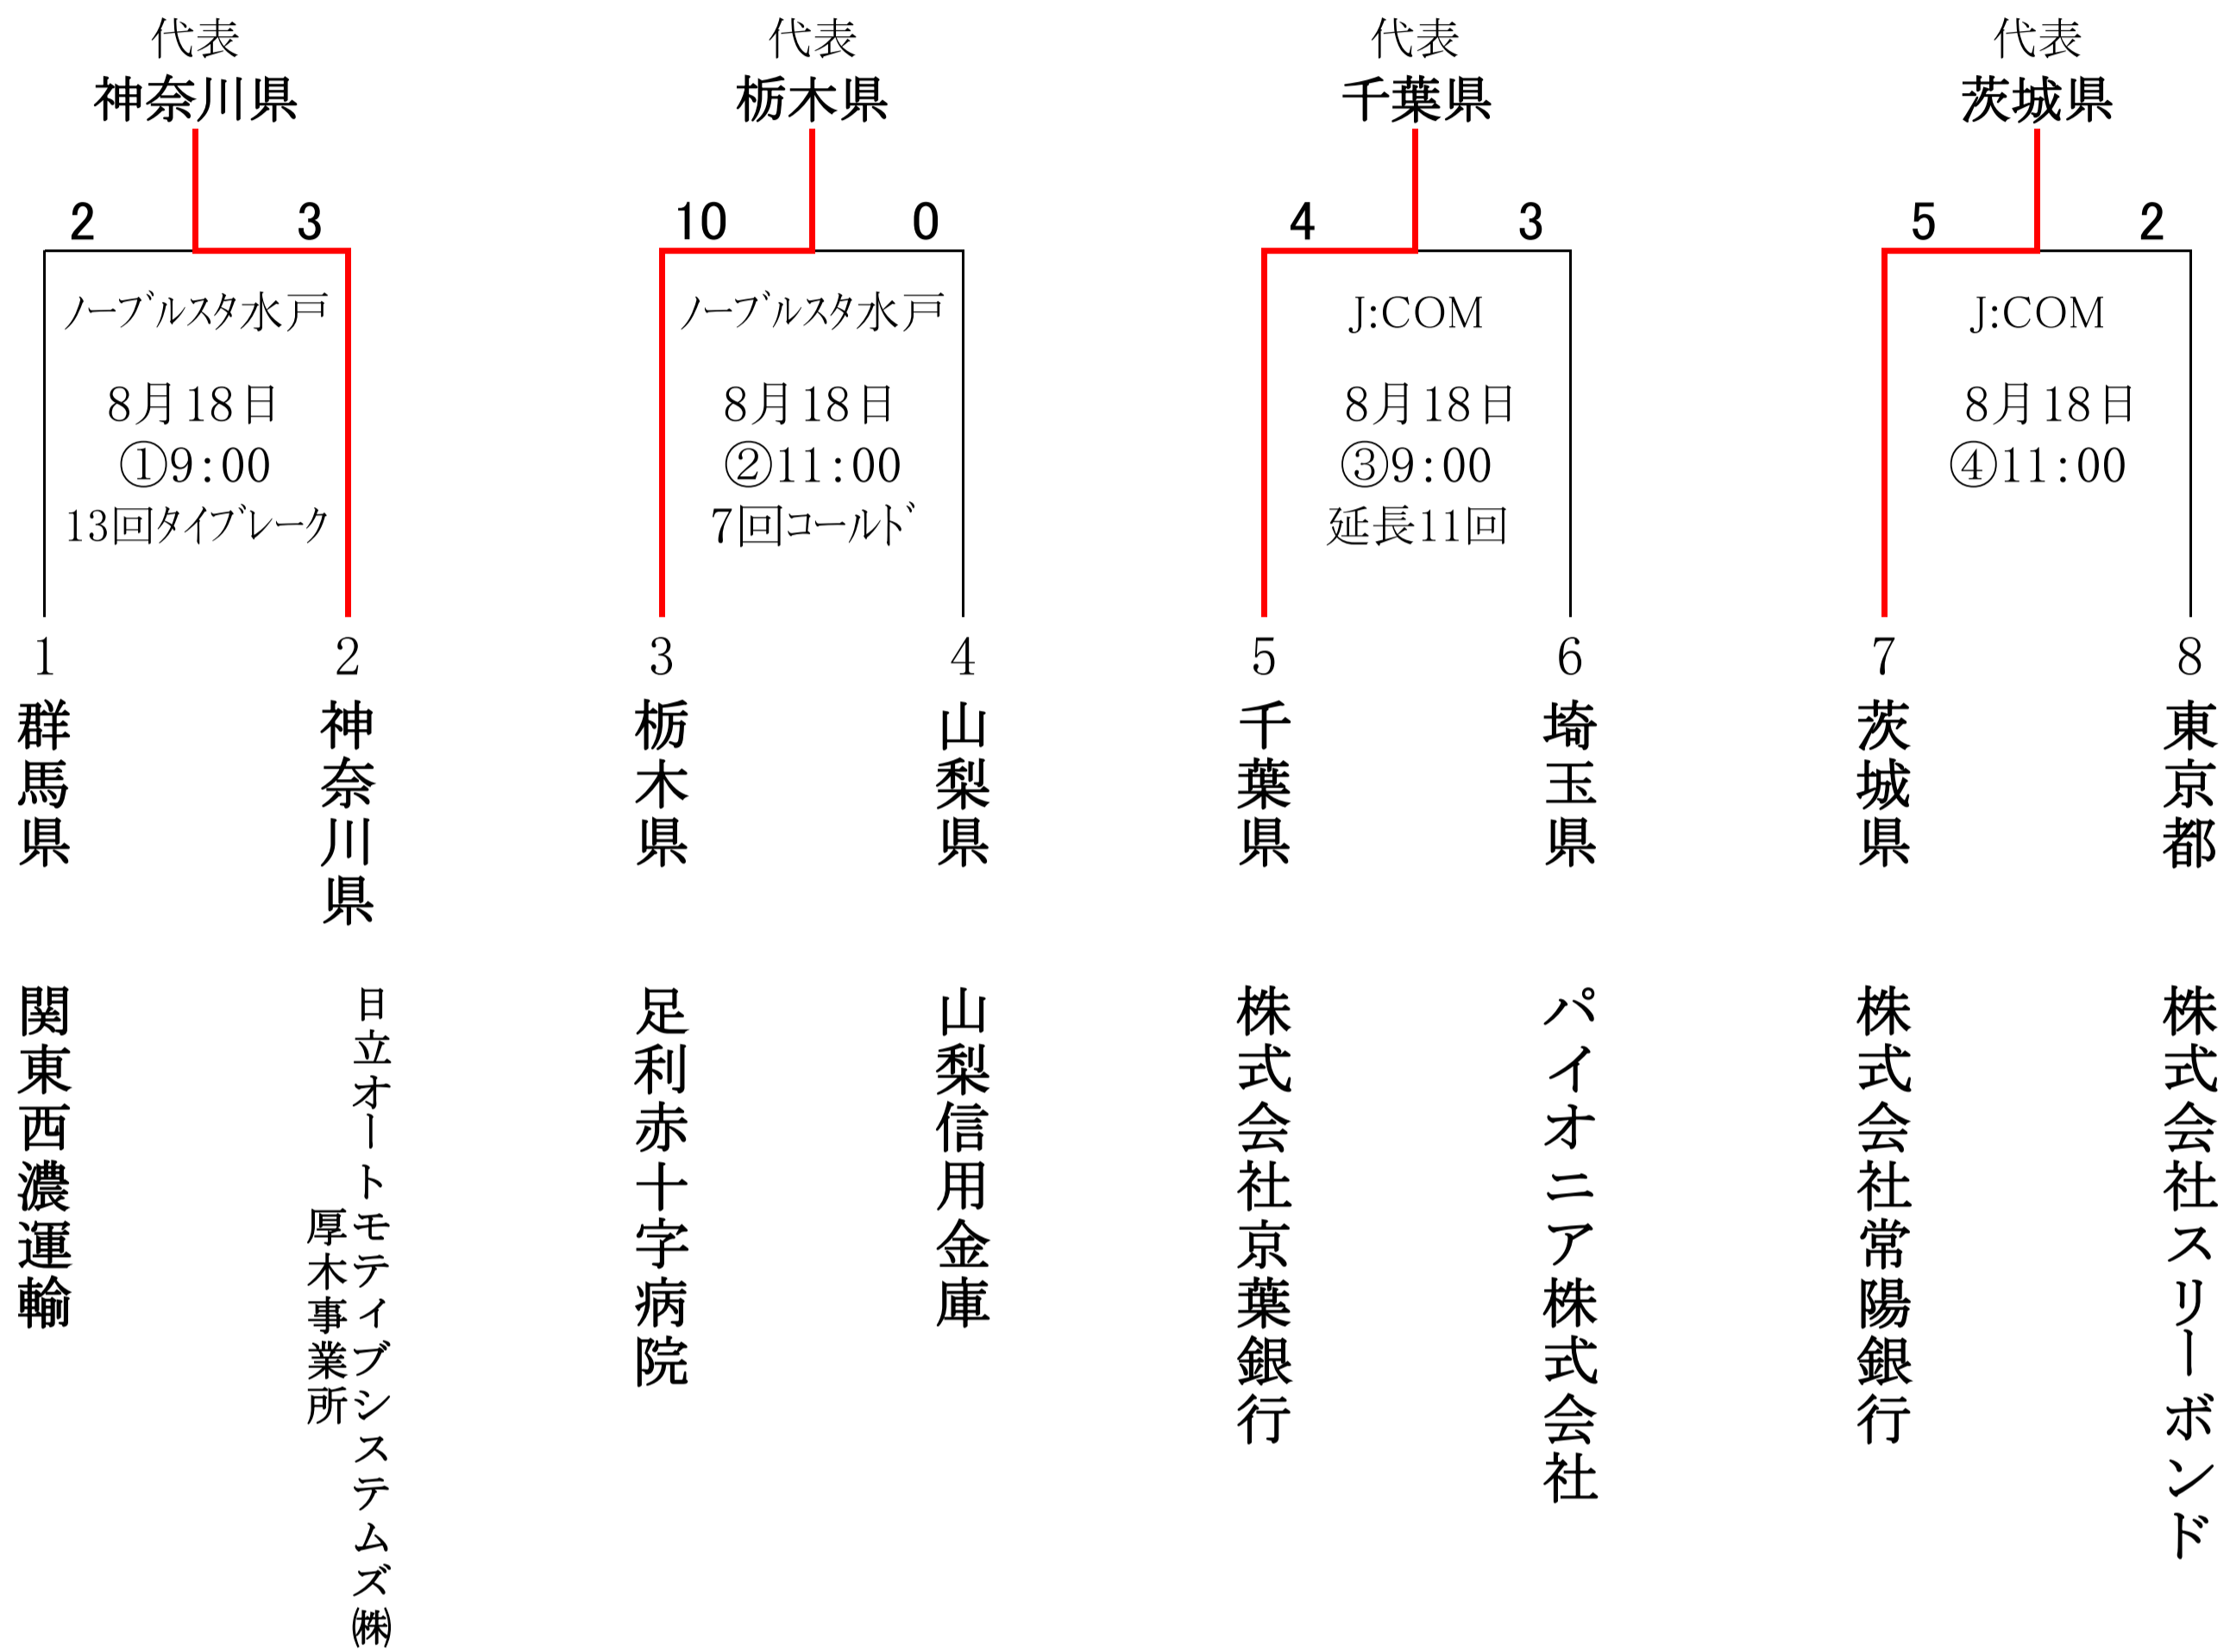 代表
神奈川県
2
3
ノーブルスタ水戸
8月18日
①9:00
13回タイブレーク
1
群馬県
関東西濃運輸
2
神奈川県
日立オートモティブシステムズ㈱
厚木事業所
代表
栃木県
10
0
ノーブルスタ水戸
8月18日
②11:00
7回コールド
3
栃木県
足利赤十字病院
4
山梨県
山梨信用金庫
代表
千葉県
4
3
J:COM
8月18日
③9:00
延長11回
5
千葉県
株式会社京葉銀行
6
埼玉県
パイオニア株式会社
代表
茨城県
5
2
J:COM
8月18日
④11:00
7
茨城県
株式会社常陽銀行
8
東京都
株式会社スリーボンド